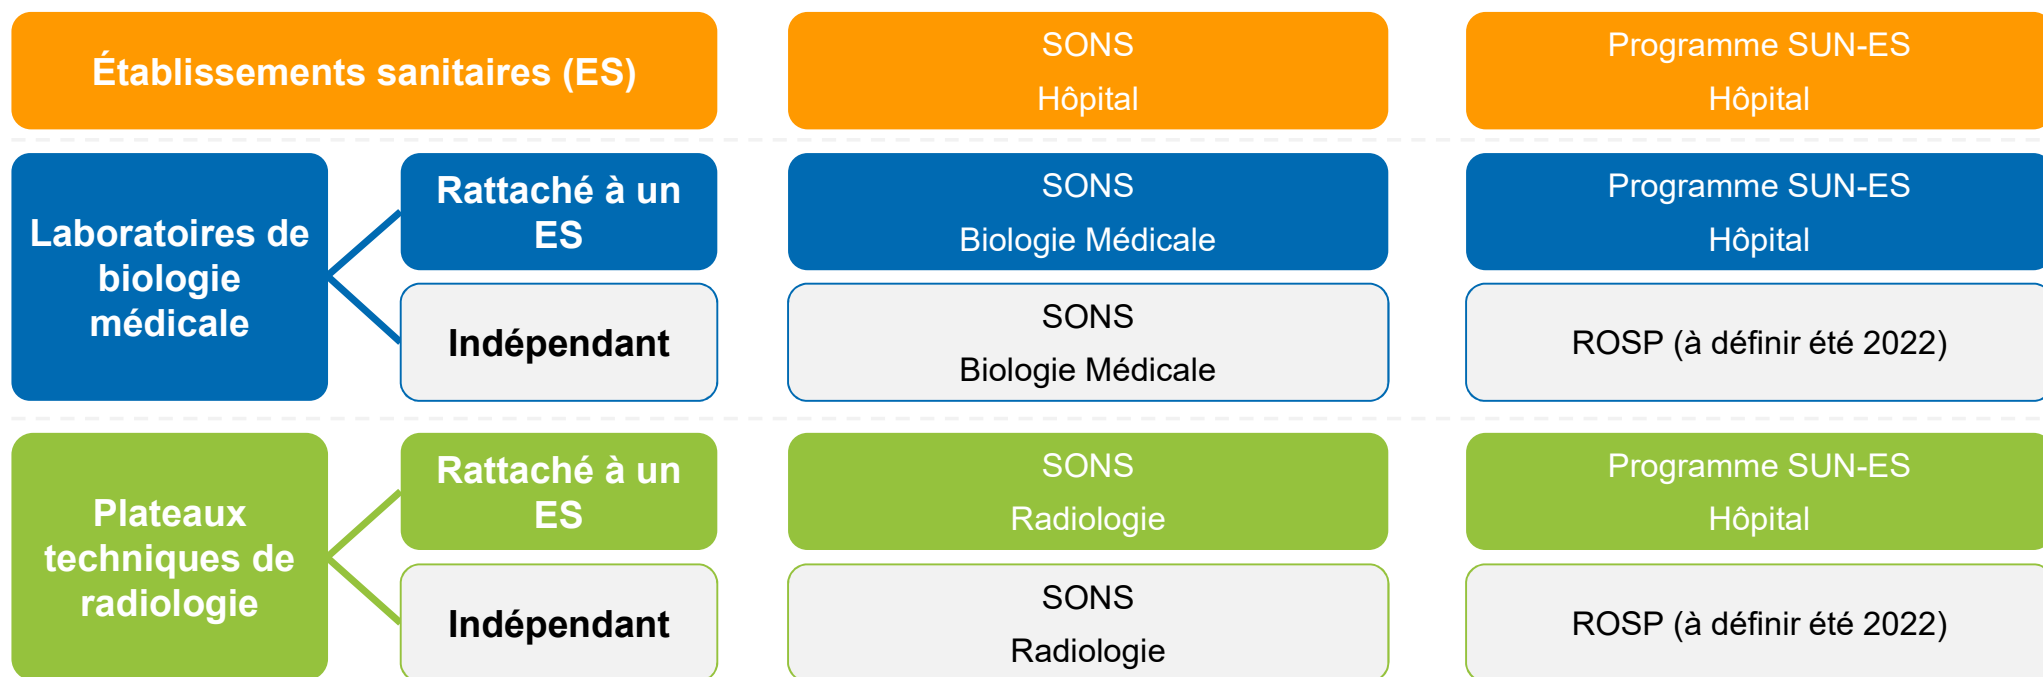 Établissements sanitaires (ES)
SONS
Hôpital
Programme SUN-ES
Hôpital
Laboratoires de
biologie
médicale
Rattaché à un
ES
SONS
Biologie Médicale
Programme SUN-ES
Hôpital
Indépendant
SONS
Biologie Médicale
ROSP (à définir été 2022)
Plateaux
techniques de
radiologie
Rattaché à un
ES
SONS
Radiologie
Programme SUN-ES
Hôpital
Indépendant
SONS
Radiologie
ROSP (à définir été 2022)